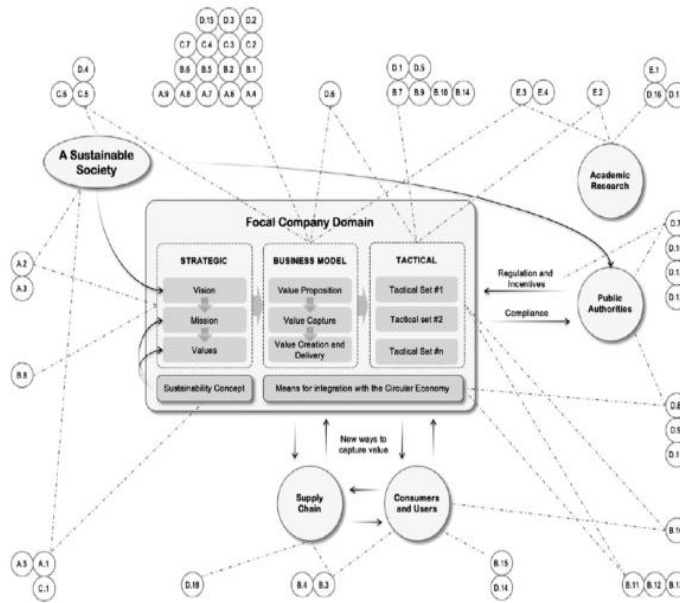 D.15 D.3 D.2
C.7 C.4 C.3 C.2
B.6 B.5 B.2 B.1
A.9 A.8 A.7 A.6 A.4
D.4
C.5
D.6
D.1 D.5
B.7 B.9 B.10 B.14
E.3 E.4
E.2
E.1
D.16
A Sustainable
Society
Academic
Research
Focal Company Domain
STRATEGIC
Vision
Mission
Values
BUSINESS MODEL
Value Proposition
Value Capture
Value Creation and
Delivery
TACTICAL
Tactical Set #1
Tactical set #2
Tactical Set #n
Sustainability Concept
Means for integration with the Circular Economy
Regulation and
Incentives
Compliance
Public
Authorities
A.2
A.3
B.8
New ways to
capture value
Supply
Chain
Consumers
and Users
A.5 A.1
C.1
D.18
B.4 B.3
B.15
D.14
B.11 B.12